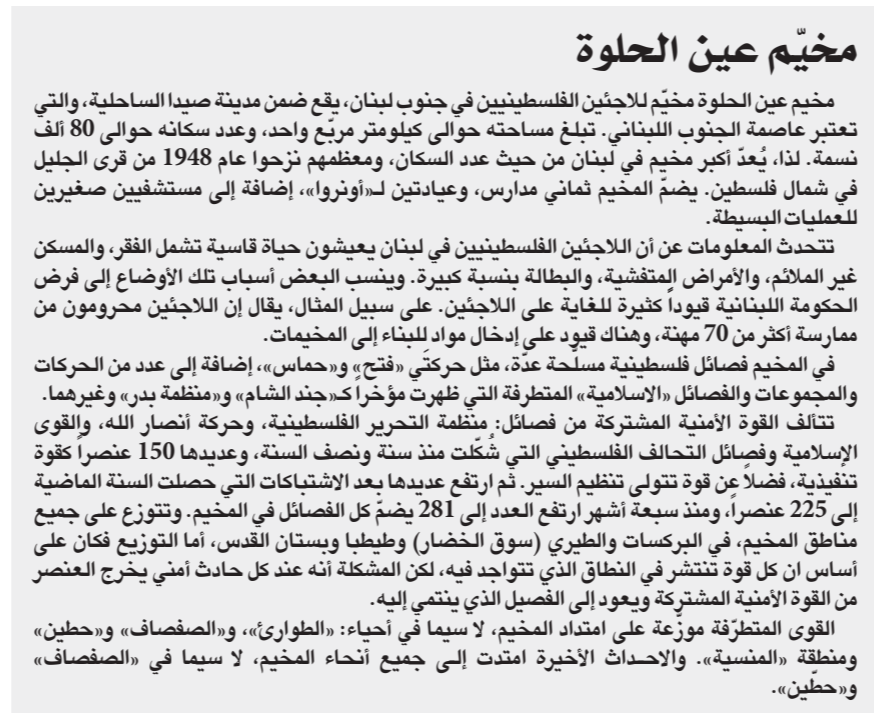 مخيّم عين الحلوة
مخيم عين الحلوة مخيّم للاجئين الفلسطينيين في جنوب لبنان، يقع ضمن مدينة صيدا الساحلية، والتي
تعتبر عاصمة الجنوب اللبناني. تبلغ مساحته حوالى كيلومتر مربّع واحد، وعدد سكانه حوالى 80 ألف
نسمة. لذا، يُعدّ أكبر مخيم في لبنان من حيث عدد السكان، ومعظمهم نزحوا عام 1948 من قرى الجليل
في شمال فلسطين. يضمّ المخيم ثماني مدارس، وعيادتين لـ«أونروا»، إضافة إلى مستشفيين صغيرين
للعمليات البسيطة.
تتحدث المعلومات عن أن اللاجئين الفلسطينيين في لبنان يعيشون حياة قاسية تشمل الفقر، والمسكن
غير الملائم، والأمراض المتفشية، والبطالة بنسبة كبيرة. وينسب البعض أسباب تلك الأوضاع إلى فرض
الحكومة اللبنانية قيوداً كثيرة للغاية على اللاجئين. على سبيل المثال، يقال إن اللاجئين محرومون من
ممارسة أكثر من 70 مهنة، وهناك قيود على إدخال مواد للبناء إلى المخيمات.
في المخيم فصائل فلسطينية مسلّحة عدّة، مثل حركتَي «فتح» و«حماس»، إضافة إلى عدد من الحركات
والمجموعات والفصائل «الاسلامية» المتطرفة التي ظهرت مؤخراً كـ«جند الشام» و«منظمة بدر» وغيرهما.
تتألف القوة الأمنية المشتركة من فصائل: منظمة التحرير الفلسطينية، وحركة أنصار الله، والقوى
الإسلامية وفصائل التحالف الفلسطيني التي شُكّلت منذ سنة ونصف السنة، وعديدها 150 عنصراً كقوة
تنفيذية، فضلاً عن قوة تتولى تنظيم السير. ثم ارتفع عديدها بعد الاشتباكات التي حصلت السنة الماضية
إلى 225 عنصراً، ومنذ سبعة أشهر ارتفع العدد إلى 281 يضمّ كل الفصائل في المخيم. وتتوزع على جميع
مناطق المخيم، في البركسات والطيري (سوق الخضار) وطيطبا وبستان القدس، أما التوزيع فكان على
أساس ان كل قوة تنتشر في النطاق الذي تتواجد فيه، لكن المشكلة أنه عند كل حادث أمني يخرج العنصر
من القوة الأمنية المشتركة ويعود إلى الفصيل الذي ينتمي إليه.
القوى المتطرّفة موزّعة على امتداد المخيم، لا سيما في أحياء: «الطوارئ»، و«الصفصاف» و«حطين»
ومنطقة «المنسية». والاحداث الأخيرة امتدت إلى جميع أنحاء المخيم، لا سيما في «الصفصاف»
و«حطّين».